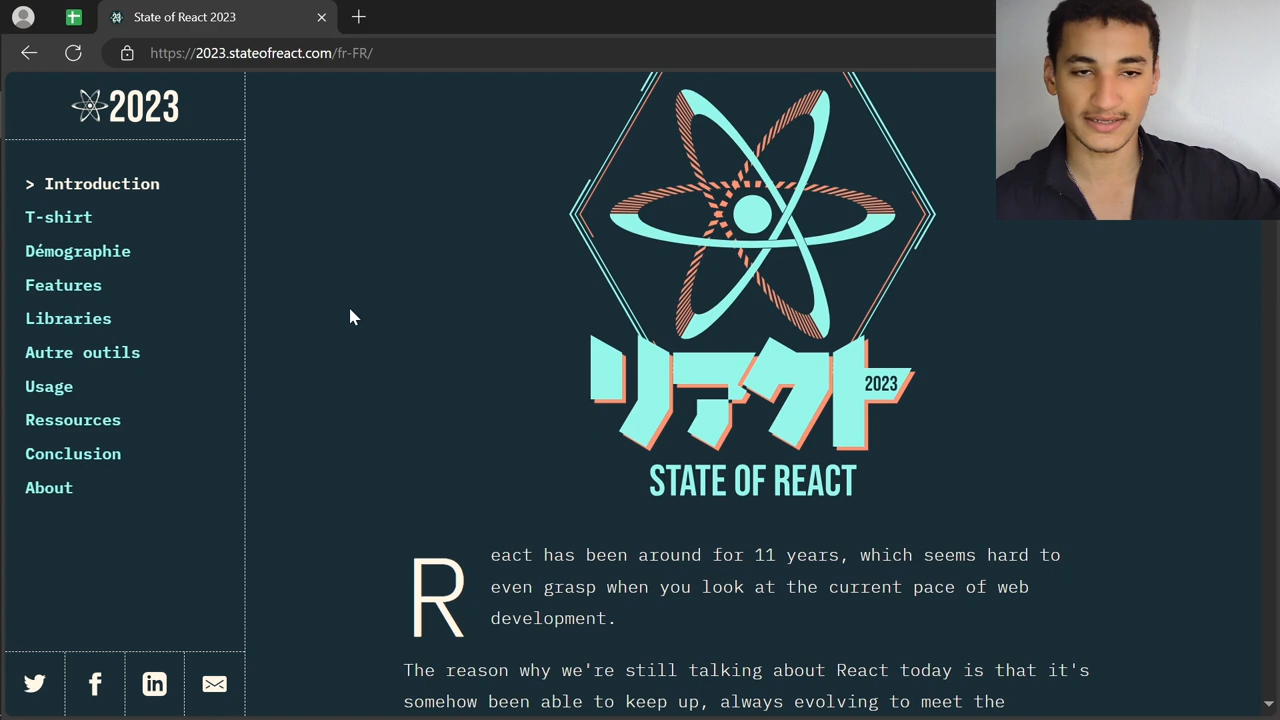 State of React 2023
https://2023.stateofreact.com/fr-FR/
2023
> Introduction
T-shirt
Démographie
Features
Libraries
Autre outils
Usage
Ressources
Conclusion
About
リアクト
2023
STATE OF REACT
React has been around for 11 years, which seems hard to
even grasp when you look at the current pace of web
development.
The reason why we're still talking about React today is that it's
somehow been able to keep up, always evolving to meet the